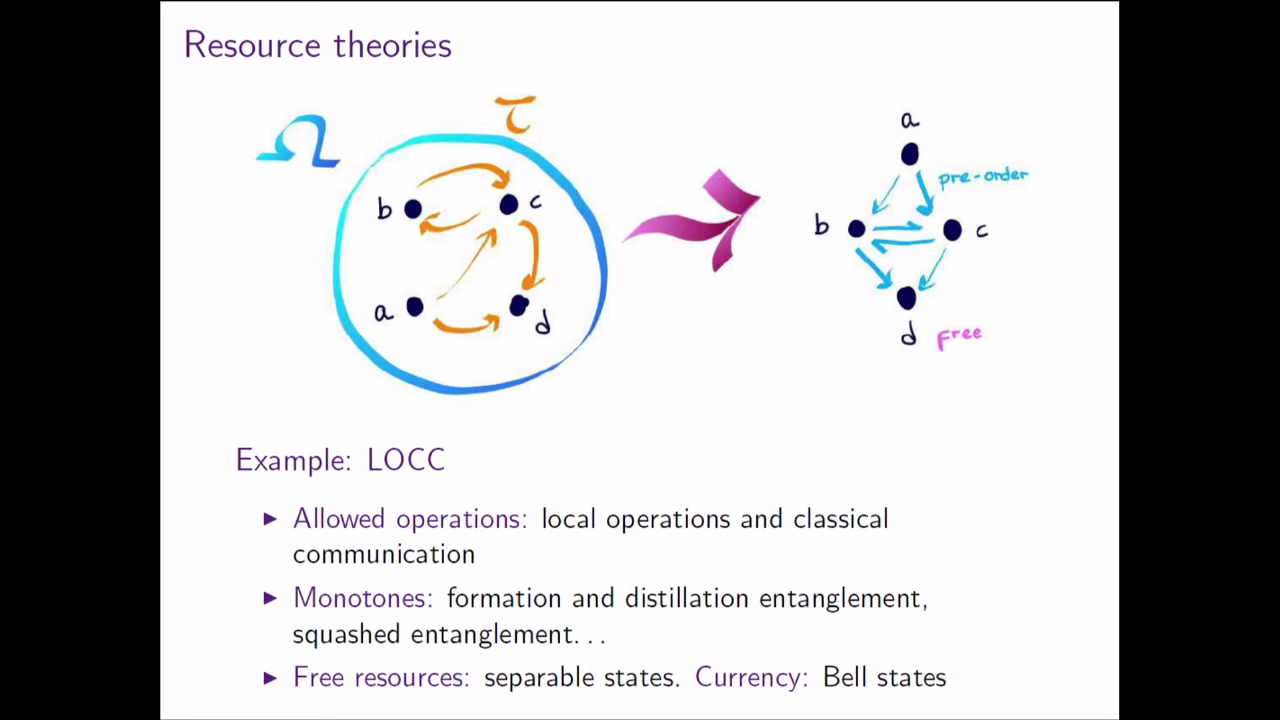 Resource theories
Ω
τ
b
c
a
d
a
pre-order
b
c
d
Free
Example: LOCC
▶ Allowed operations: local operations and classical
communication
▶ Monotones: formation and distillation entanglement,
squashed entanglement...
▶ Free resources: separable states. Currency: Bell states